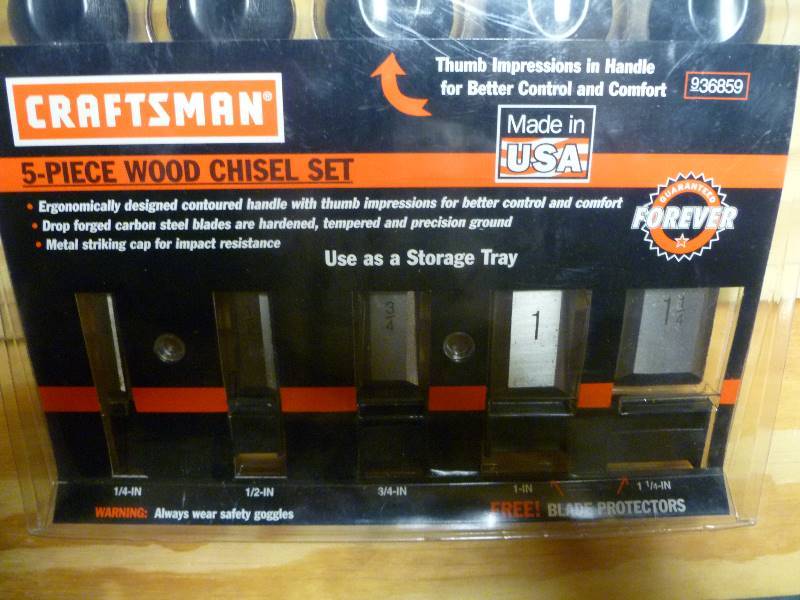 Thumb Impressions in Handle
for Better Control and Comfort
936859
CRAFTSMAN®
Made in
USA
5-PIECE WOOD CHISEL SET
• Ergonomically designed contoured handle with thumb impressions for better control and comfort
• Drop forged carbon steel blades are hardened, tempered and precision ground
• Metal striking cap for impact resistance
GUARANTEED
FOREVER
Use as a Storage Tray
3/4
1
1 1/4
1/4-IN
1/2-IN
3/4-IN
1-IN
1 1/4-IN
WARNING: Always wear safety goggles
FREE! BLADE PROTECTORS